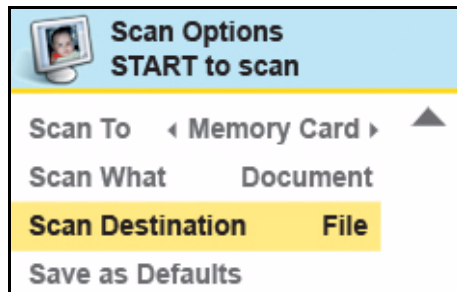 Scan Options
START to scan
Scan To Memory Card
Scan What Document
Scan Destination File
Save as Defaults